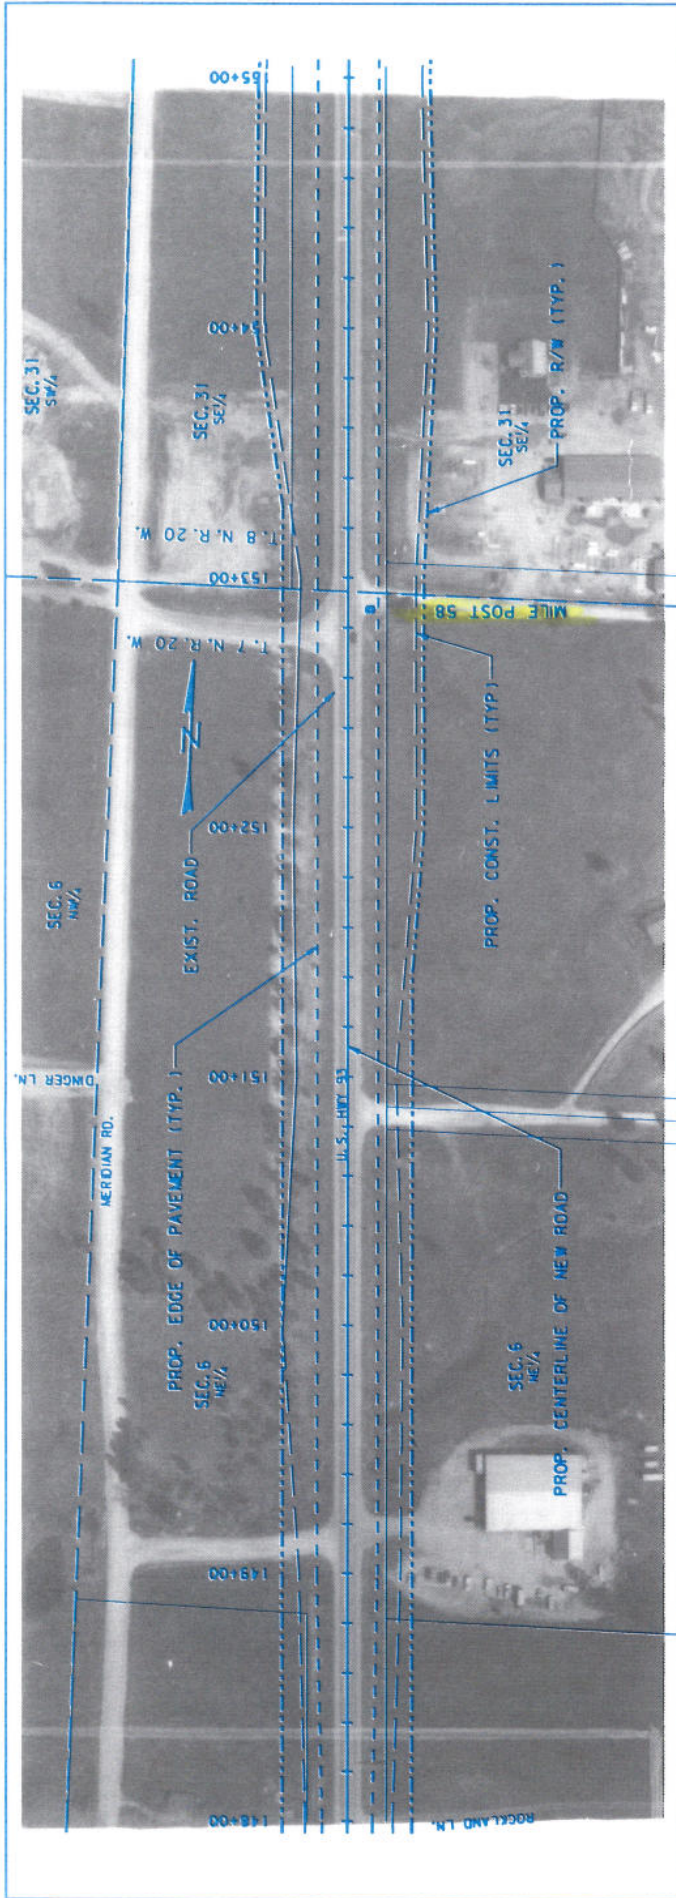 155+00
154+00
SEC. 31
SW¼
SEC. 31
SE¼
SEC. 31
SE¼
PROP. R/W (TYP.)
T. 8 N. R. 20 W.
153+00
MILE POST 58
T. 7 N. R. 20 W.
N
152+00
EXIST. ROAD
PROP. CONST. LIMITS (TYP)
SEC. 6
NW¼
DINGER LN.
MERIDIAN RD.
151+00
U.S. HWY 93
PROP. EDGE OF PAVEMENT (TYP.)
SEC. 6
NE¼
150+00
PROP. CENTERLINE OF NEW ROAD
SEC. 6
NE¼
149+00
148+00
ROCKLAND LN.